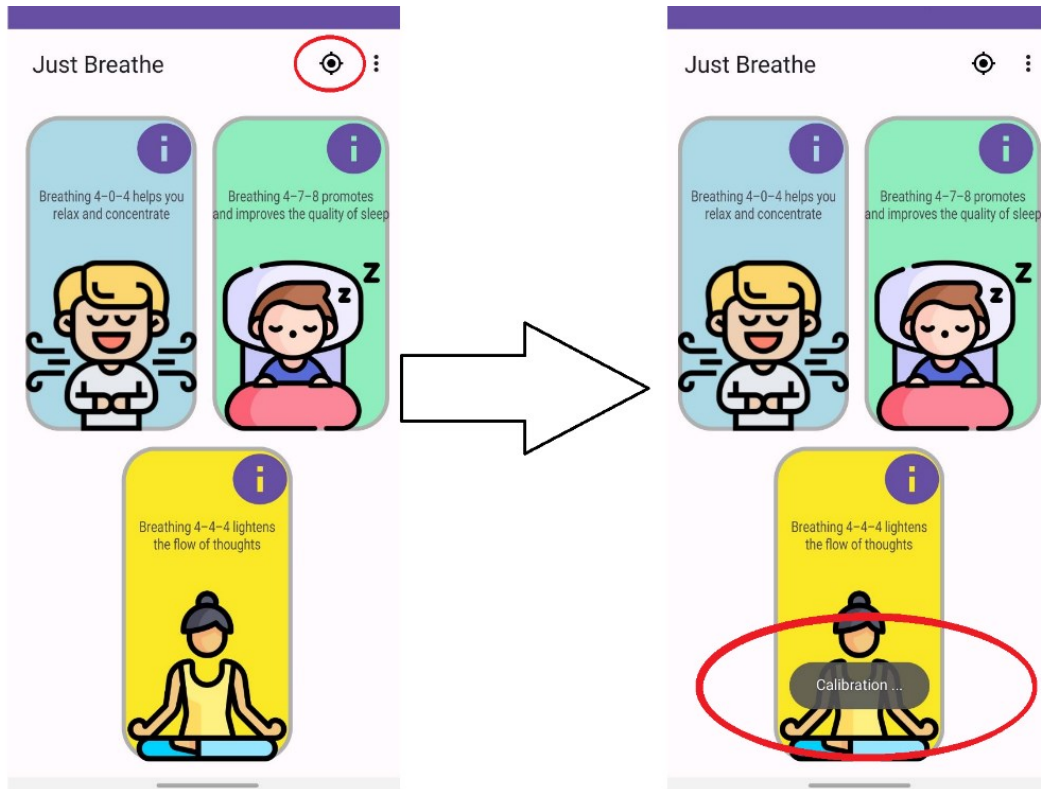 Just Breathe
i
i
Breathing 4–0–4 helps you
relax and concentrate
Breathing 4–7–8 promotes
and improves the quality of sleep
z
Z
i
Breathing 4–4–4 lightens
the flow of thoughts
Just Breathe
i
i
Breathing 4–0–4 helps you
relax and concentrate
Breathing 4–7–8 promotes
and improves the quality of sleep
z
Z
i
Breathing 4–4–4 lightens
the flow of thoughts
Calibration ...